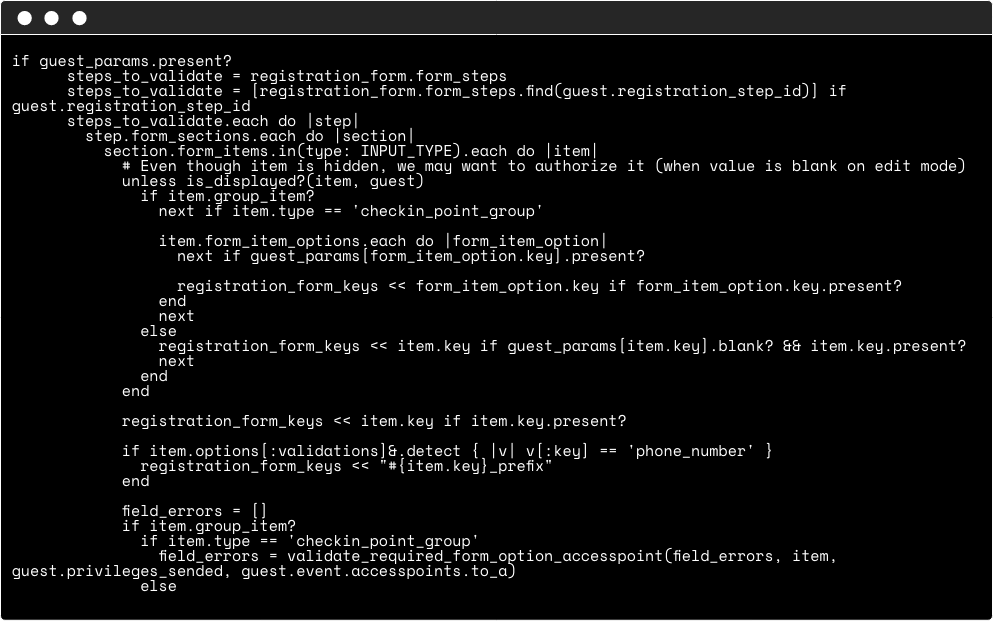 if guest_params.present?
      steps_to_validate = registration_form.form_steps
      steps_to_validate = [registration_form.form_steps.find(guest.registration_step_id)] if
guest.registration_step_id
      steps_to_validate.each do |step|
        step.form_sections.each do |section|
          section.form_items.in(type: INPUT_TYPE).each do |item|
            # Even though item is hidden, we may want to authorize it (when value is blank on edit mode)
            unless is_displayed?(item, guest)
              if item.group_item?
                next if item.type == 'checkin_point_group'

                item.form_item_options.each do |form_item_option|
                  next if guest_params[form_item_option.key].present?

                  registration_form_keys << form_item_option.key if form_item_option.key.present?
                end
                next
              else
                registration_form_keys << item.key if guest_params[item.key].blank? && item.key.present?
                next
              end
            end

            registration_form_keys << item.key if item.key.present?

            if item.options[:validations]&.detect { |v| v[:key] == 'phone_number' }
              registration_form_keys << "#{item.key}_prefix"
            end

            field_errors = []
            if item.group_item?
              if item.type == 'checkin_point_group'
                field_errors = validate_required_form_option_accesspoint(field_errors, item,
guest.privileges_sended, guest.event.accesspoints.to_a)
              else